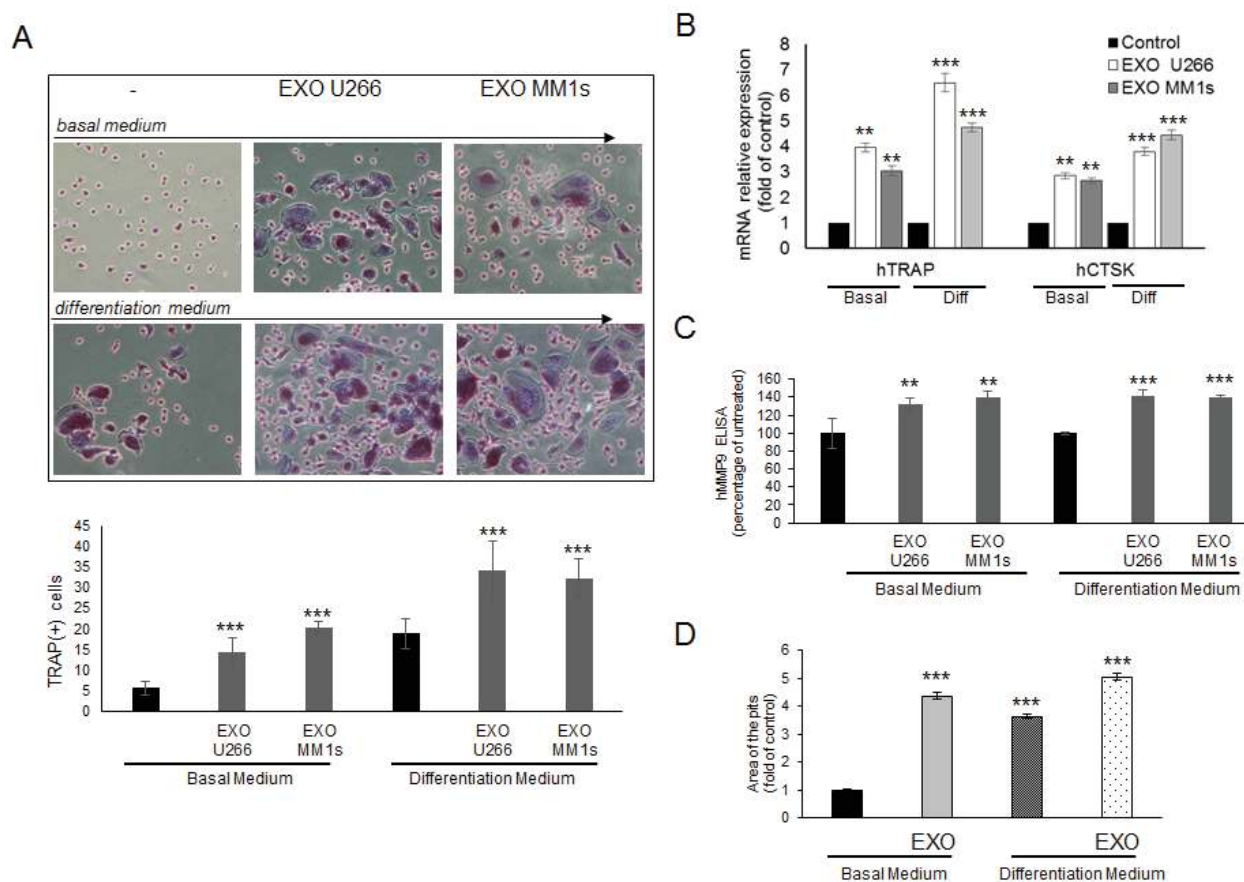 A
-
EXO U266
EXO MM1s
basal medium
differentiation medium
TRAP(+) cells
45
40
35
30
25
20
15
10
5
0
***
***
***
***
EXO
U266
EXO
MM1s
EXO
U266
EXO
MM1s
Basal Medium
Differentiation Medium
B
mRNA relative expression
(fold of control)
8
7
6
5
4
3
2
1
0
Control
EXO U266
EXO MM1s
**
**
***
***
**
**
***
***
hTRAP
hCTSK
Basal
Diff
Basal
Diff
C
hMMP9 ELISA
(percentage of untreated)
160
140
120
100
80
60
40
20
0
**
**
***
***
EXO
U266
EXO
MM1s
EXO
U266
EXO
MM1s
Basal Medium
Differentiation Medium
D
Area of the pits
(fold of control)
6
5
4
3
2
1
0
***
***
***
EXO
EXO
Basal Medium
Differentiation Medium